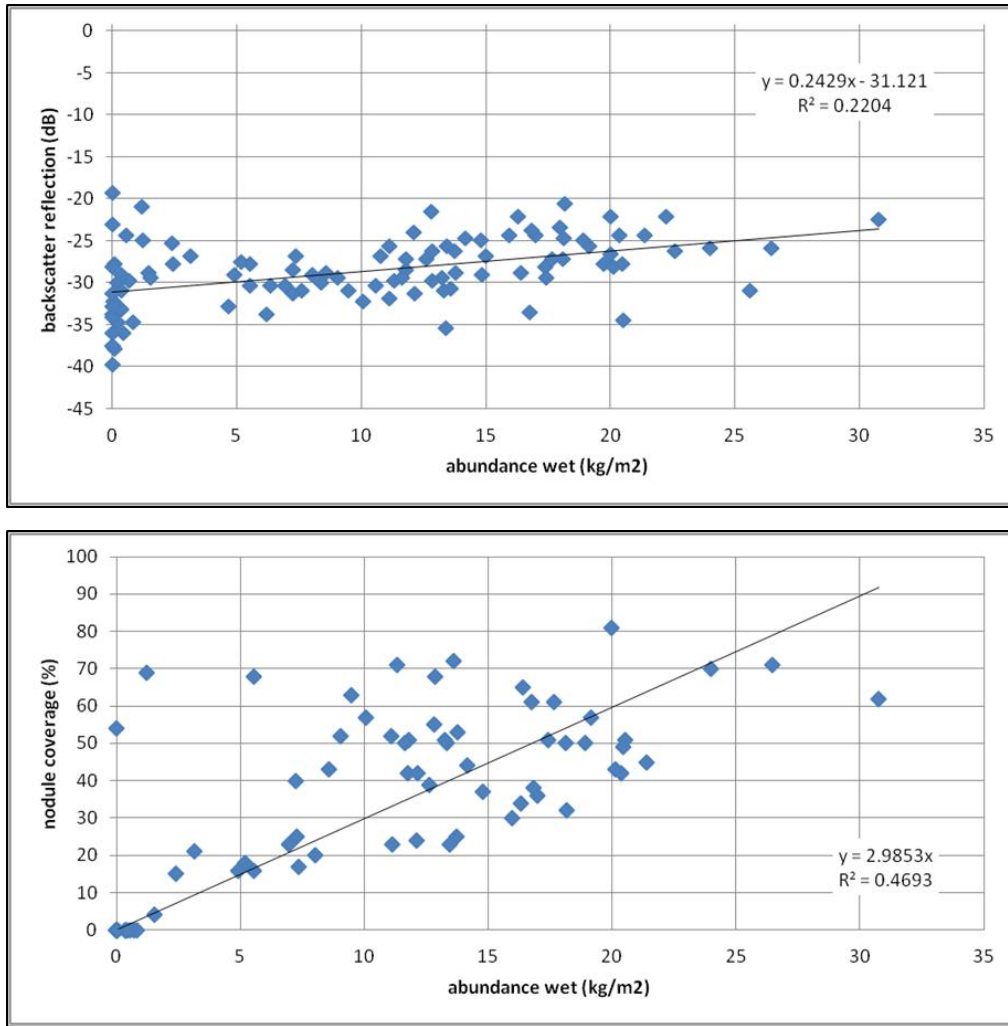 0
-5
-10
-15
-20
-25
-30
-35
-40
-45
backscatter reflection (dB)
y = 0.2429x - 31.121
R² = 0.2204
0 5 10 15 20 25 30 35
abundance wet (kg/m2)
100
90
80
70
60
50
40
30
20
10
0
nodule coverage (%)
y = 2.9853x
R² = 0.4693
0 5 10 15 20 25 30 35
abundance wet (kg/m2)